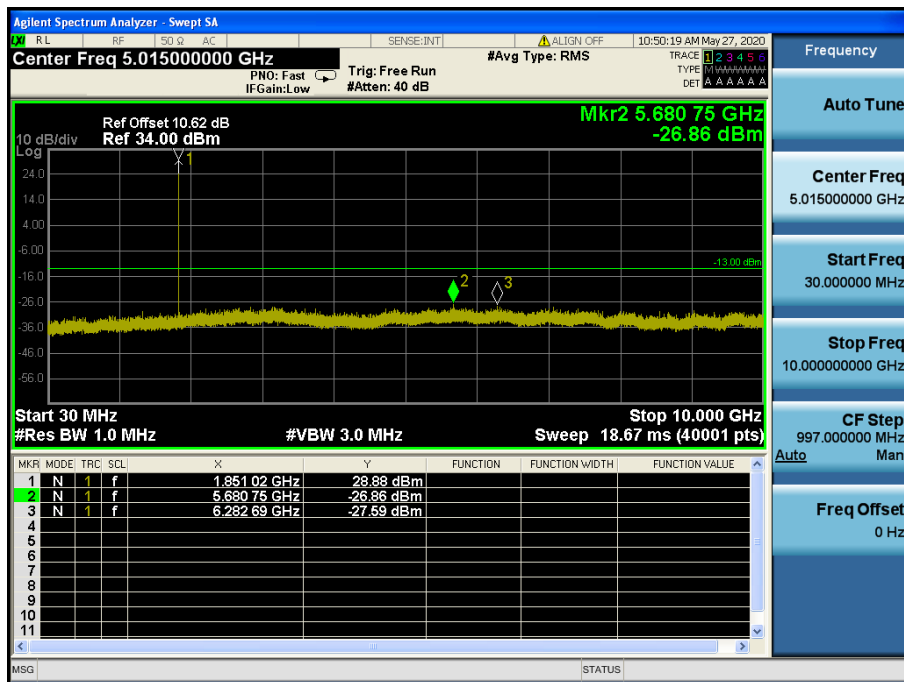 Agilent Spectrum Analyzer - Swept SA
LXI RL RF 50 Ω AC SENSE:INT ALIGN OFF 10:50:19 AM May 27, 2020
Center Freq 5.015000000 GHz
#Avg Type: RMS
TRACE 1 2 3 4 5 6
PNO: Fast
IFGain:Low
Trig: Free Run
#Atten: 40 dB
TYPE
DET A A A A A A
Mkr2 5.680 75 GHz
-26.86 dBm
Ref Offset 10.62 dB
10 dB/div Ref 34.00 dBm
Log
1
24.0
14.0
4.00
-6.00
-13.00 dBm
-16.0
2 3
-26.0
-36.0
-46.0
-56.0
Start 30 MHz Stop 10.000 GHz
#Res BW 1.0 MHz #VBW 3.0 MHz Sweep 18.67 ms (40001 pts)
MKR MODE TRC SCL X Y FUNCTION FUNCTION WIDTH FUNCTION VALUE
1 N 1 f 1.851 02 GHz 28.88 dBm
2 N 1 f 5.680 75 GHz -26.86 dBm
3 N 1 f 6.282 69 GHz -27.59 dBm
4
5
6
7
8
9
10
11
MSG STATUS
Frequency
Auto Tune
Center Freq
5.015000000 GHz
Start Freq
30.000000 MHz
Stop Freq
10.000000000 GHz
CF Step
997.000000 MHz
Auto Man
Freq Offset
0 Hz